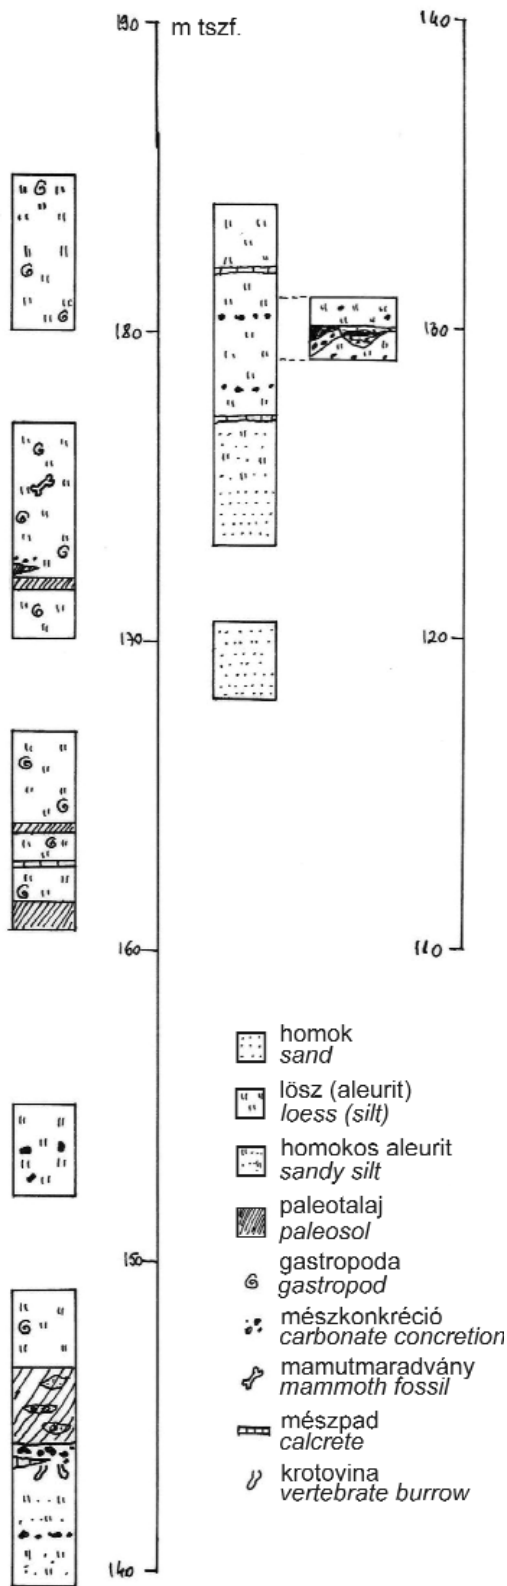 190 m tszf.
140
180
130
170
120
160
110
150
140
homok
sand
lösz (aleurit)
loess (silt)
homokos aleurit
sandy silt
paleotalaj
paleosol
gastropoda
gastropod
mészkonkréció
carbonate concretion
mamutmaradvány
mammoth fossil
mészpad
calcrete
krotovina
vertebrate burrow